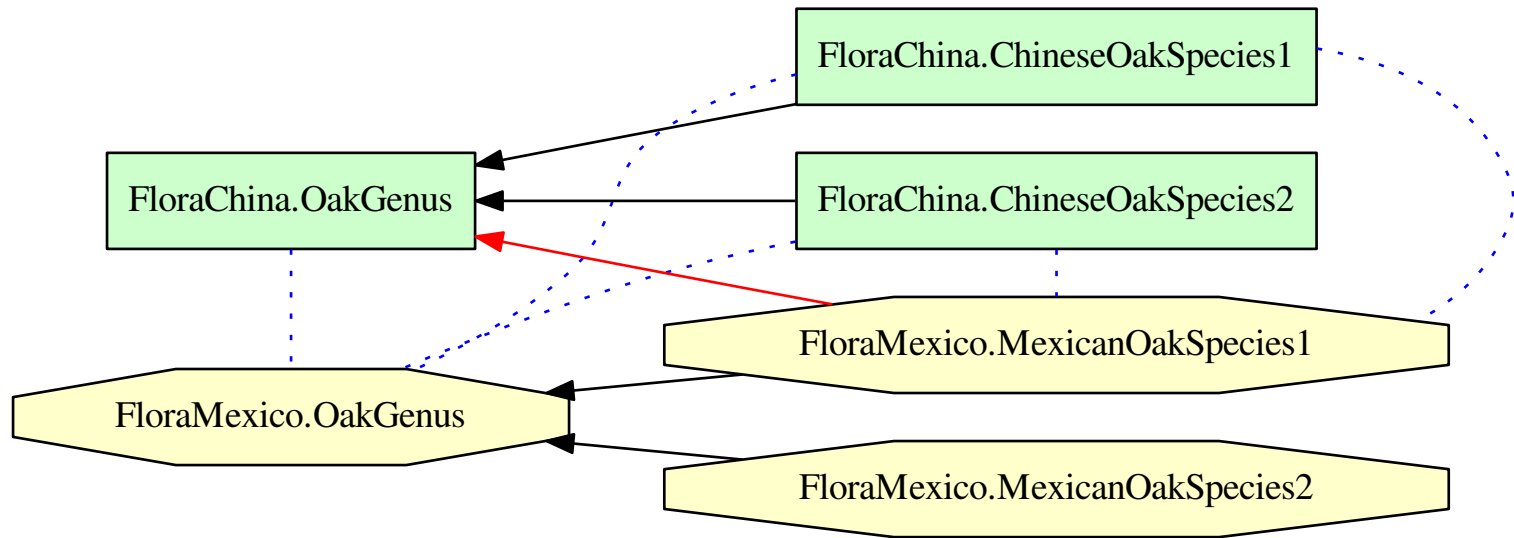 FloraChina.ChineseOakSpecies1
FloraChina.OakGenus
FloraChina.ChineseOakSpecies2
FloraMexico.MexicanOakSpecies1
FloraMexico.OakGenus
FloraMexico.MexicanOakSpecies2